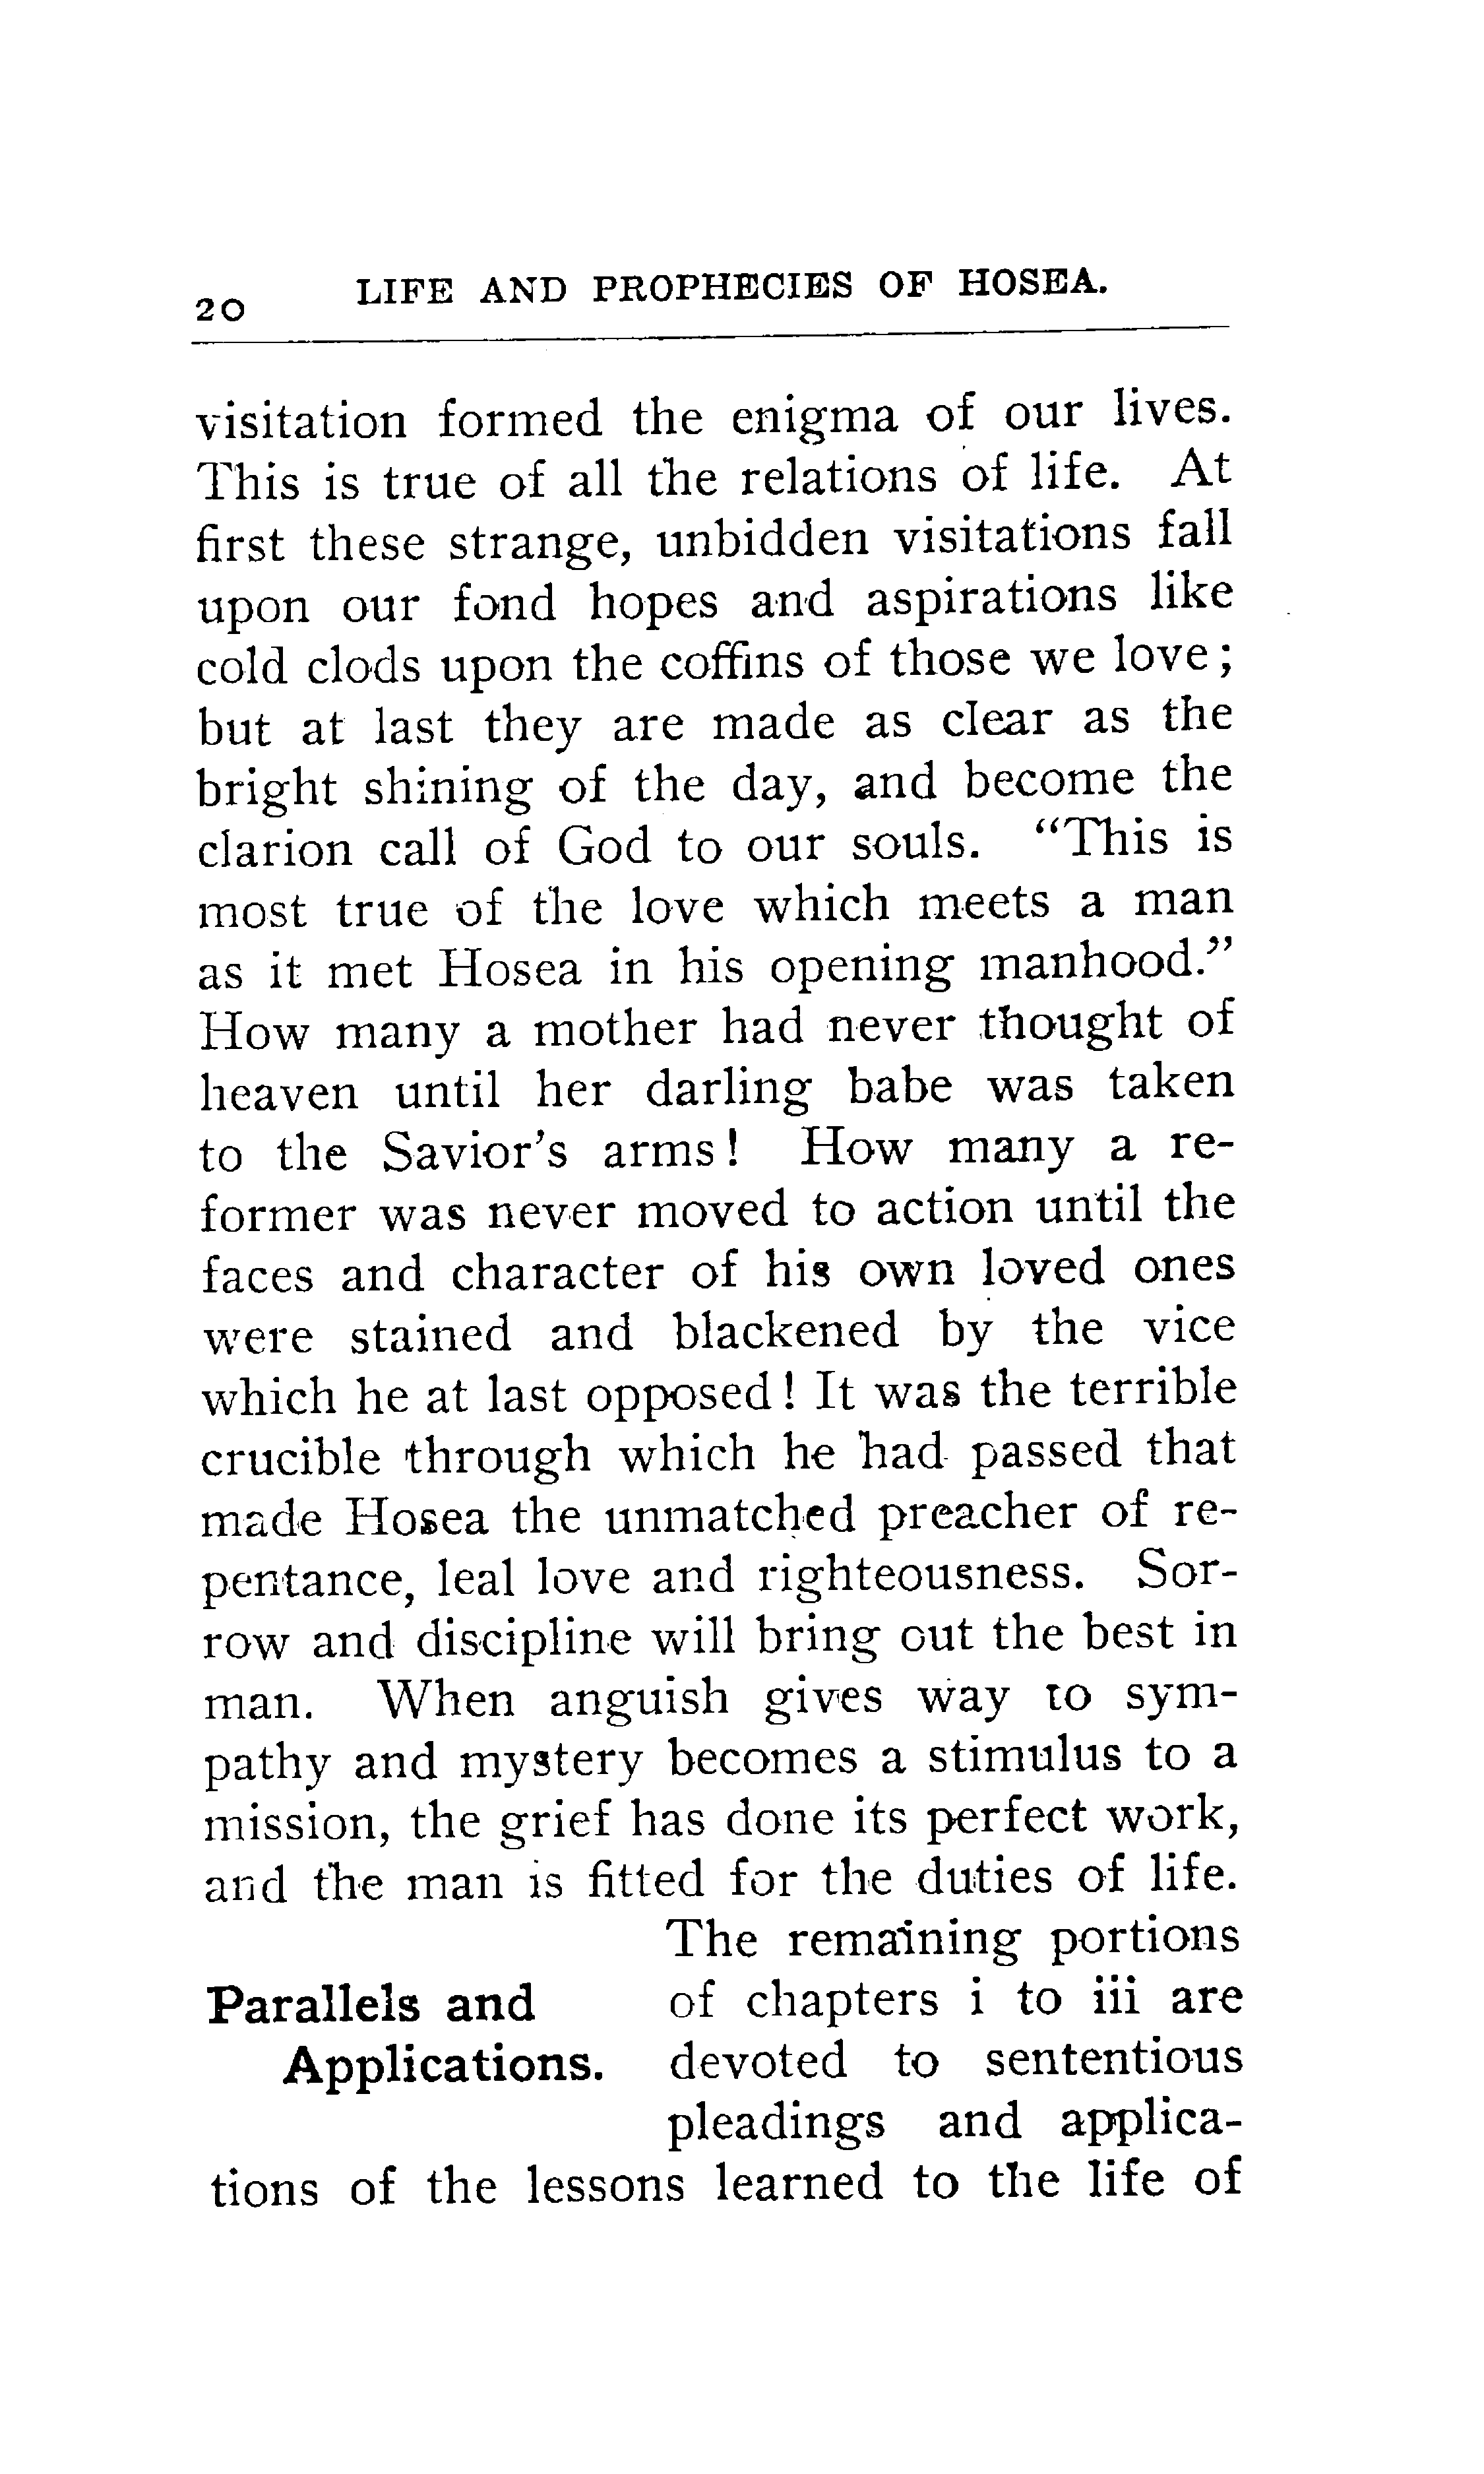 20 LIFE AND PROPHECIES OF HOSEA.
visitation formed the enigma of our lives.
This is true of all the relations of life. At
first these strange, unbidden visitations fall
upon our fond hopes and aspirations like
cold clods upon the coffins of those we love;
but at last they are made as clear as the
bright shining of the day, and become the
clarion call of God to our souls. “This is
most true of the love which meets a man
as it met Hosea in his opening manhood.”
How many a mother had never thought of
heaven until her darling babe was taken
to the Savior’s arms! How many a re-
former was never moved to action until the
faces and character of his own loved ones
were stained and blackened by the vice
which he at last opposed! It was the terrible
crucible through which he had passed that
made Hosea the unmatched preacher of re-
pentance, leal love and righteousness. Sor-
row and discipline will bring out the best in
man. When anguish gives way to sym-
pathy and mystery becomes a stimulus to a
mission, the grief has done its perfect work,
and the man is fitted for the duties of life.
Parallels and
Applications.
The remaining portions
of chapters i to iii are
devoted to sententious
pleadings and applica-
tions of the lessons learned to the life of